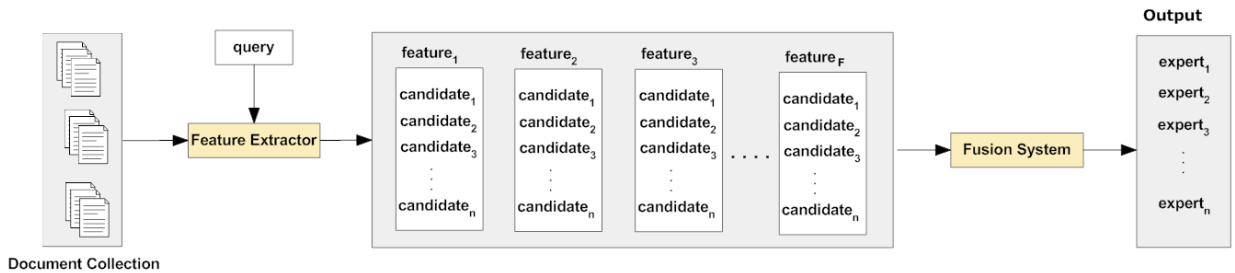 Output
query
feature1
feature2
feature3
featureF
expert1
candidate1
candidate1
candidate1
candidate1
expert2
candidate2
candidate2
candidate2
candidate2
expert3
Feature Extractor
candidate3
candidate3
candidate3
. . . .
candidate3
Fusion System
candidaten
candidaten
candidaten
candidaten
expertn
Document Collection